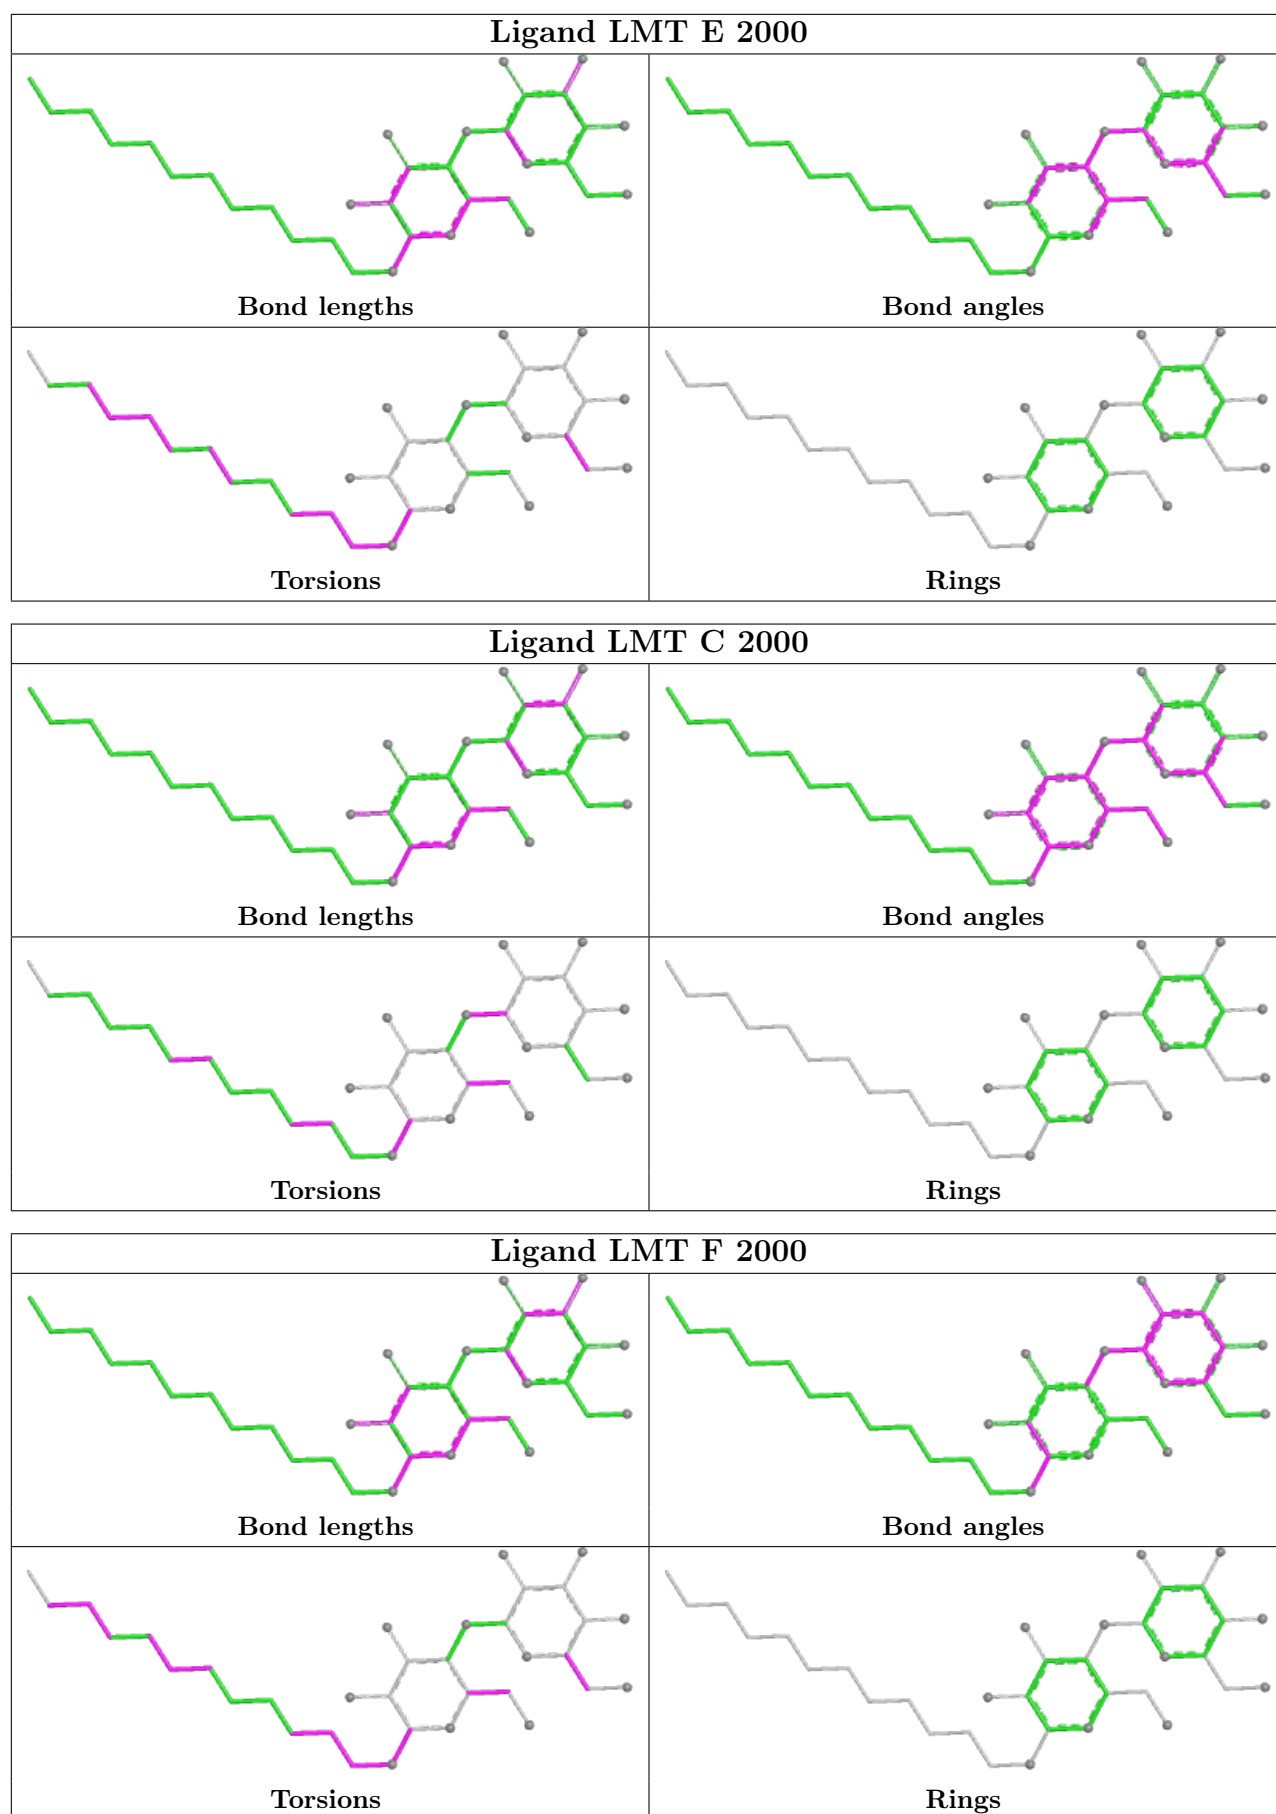 Ligand LMT E 2000
Bond lengths
Bond angles
Torsions
Rings
Ligand LMT C 2000
Bond lengths
Bond angles
Torsions
Rings
Ligand LMT F 2000
Bond lengths
Bond angles
Torsions
Rings